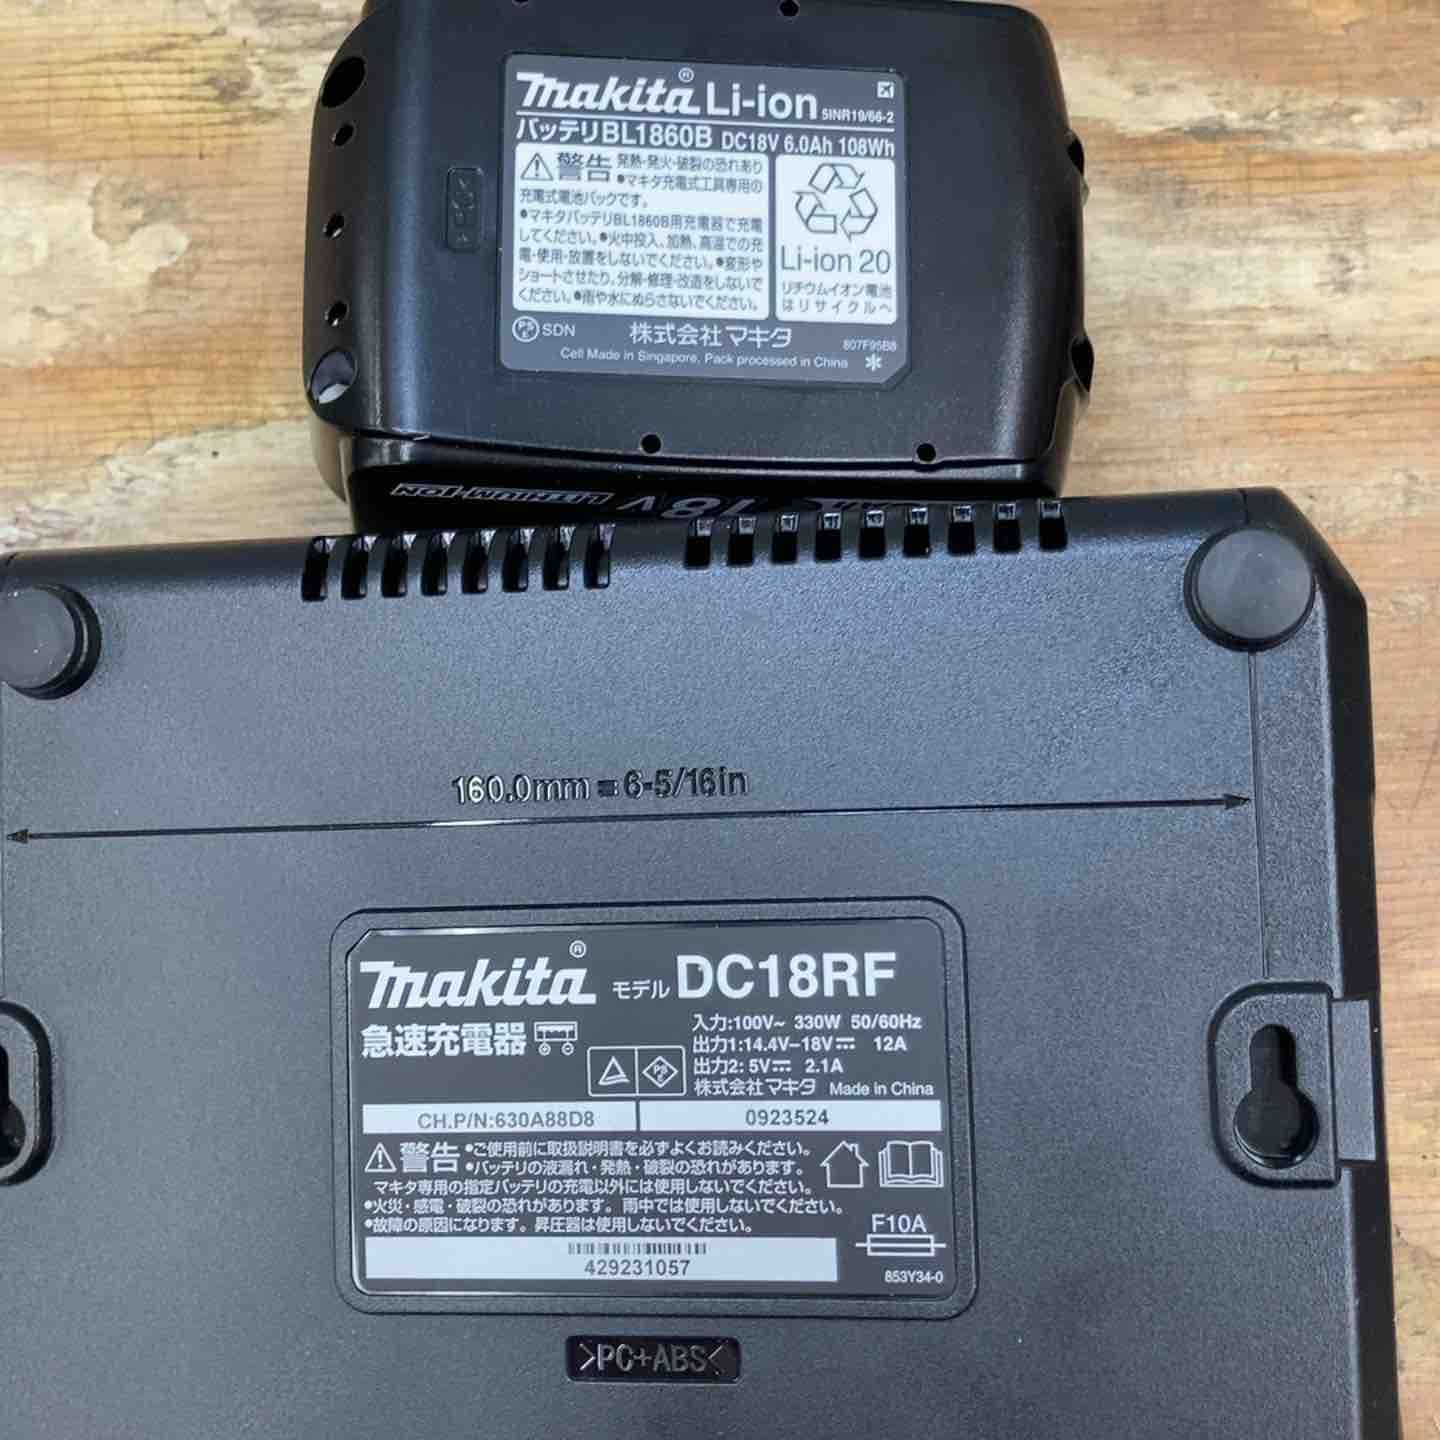 makita® Li-ion 5INR19/66-2
バッテリBL1860B DC18V 6.0Ah 108Wh
警告 発熱・発火・破裂の恐れあり
●マキタ充電式工具専用の
充電式電池パックです。
●マキタバッテリBL1860B用充電器で充電
してください。●火中投入、加熱、高温での充
電・使用・放置をしないでください。●変形や
ショートさせたり、分解・修理・改造をしないで
ください。●雨や水にぬらさないでください。
Li-ion 20
リチウムイオン電池
はリサイクルへ
PSE SDN 株式会社マキタ 807F95B8
Cell Made in Singapore. Pack processed in China
LITHIUM-ION 18V
160.0mm = 6-5/16in
makita® モデル DC18RF
急速充電器
入力:100V~ 330W 50/60Hz
出力1:14.4V–18V⎓ 12A
出力2: 5V⎓ 2.1A
PSE
株式会社マキタ Made in China
CH.P/N:630A88D8 0923524
警告 ●ご使用前に取扱説明書を必ずよくお読みください。
●バッテリの液漏れ・発熱・破裂の恐れがあります。
マキタ専用の指定バッテリの充電以外には使用しないでください。
●火災・感電・破裂の恐れがあります。雨中では使用しないでください。
●故障の原因になります。昇圧器は使用しないでください。
F10A
429231057
853Y34-0
>PC+ABS<